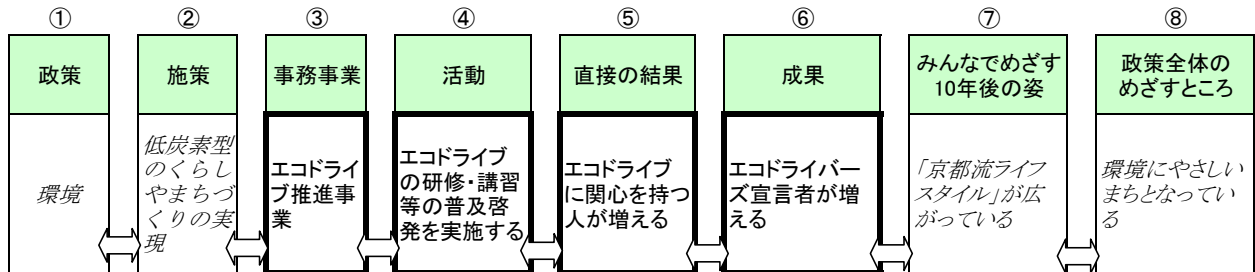 ① ② ③ ④ ⑤ ⑥ ⑦ ⑧
政策
施策
事務事業
活動
直接の結果
成果
みんなでめざす
10年後の姿
政策全体の
めざすところ
環境
低炭素型
のくらし
やまちづ
くりの実
現
エコドライ
ブ推進事
業
エコドライブ
の研修・講習
等の普及啓
発を実施する
エコドライブ
に関心を持つ
人が増える
エコドライバー
ズ宣言者が増
える
「京都流ライフ
スタイル」が広
がっている
環境にやさしい
まちとなってい
る